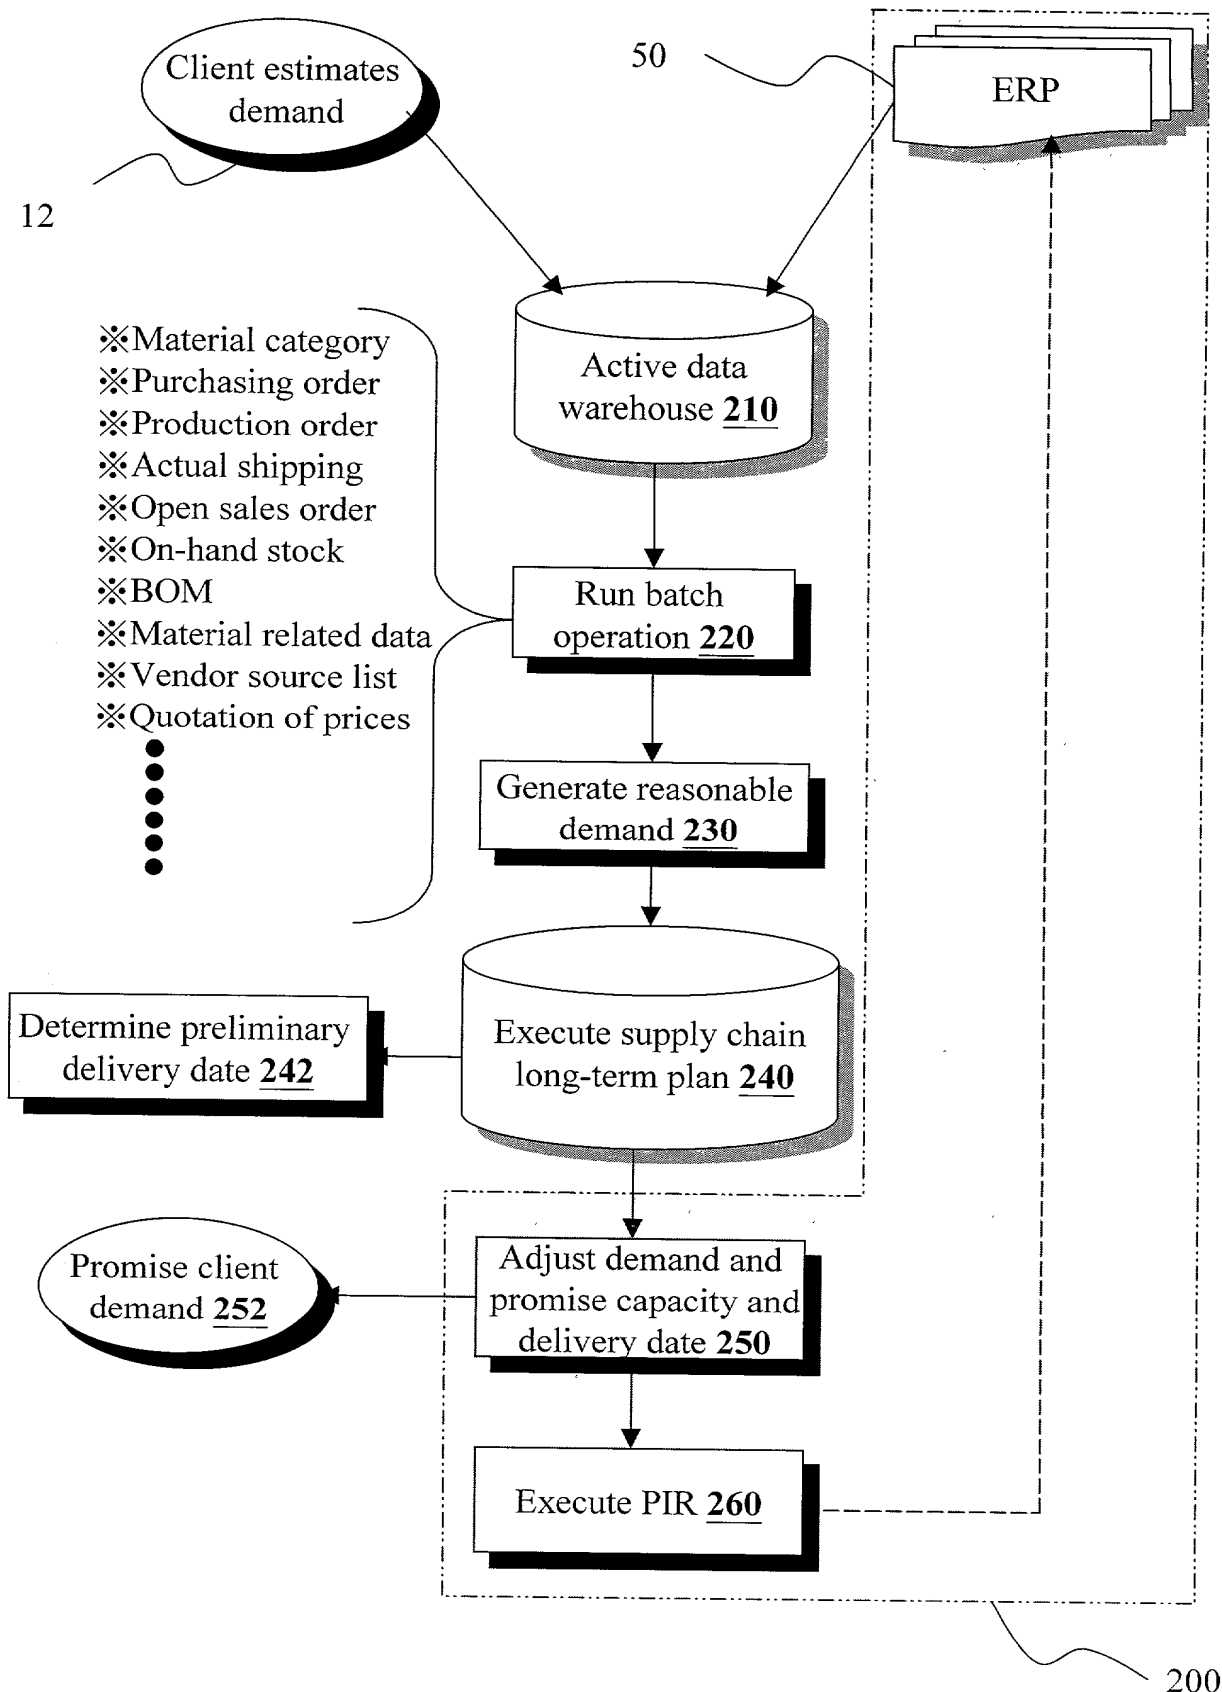 Client estimates
demand
12
50
ERP
Active data
warehouse 210
※Material category
※Purchasing order
※Production order
※Actual shipping
※Open sales order
※On-hand stock
※BOM
※Material related data
※Vendor source list
※Quotation of prices
Run batch
operation 220
Generate reasonable
demand 230
Execute supply chain
long-term plan 240
Determine preliminary
delivery date 242
Adjust demand and
promise capacity and
delivery date 250
Promise client
demand 252
Execute PIR 260
200